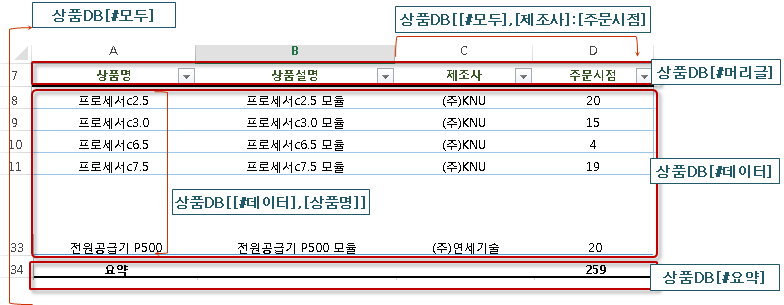 상품DB[#모두]
상품DB[[#모두],[제조사]:[주문시점]
A B C D
7 상품명 상품설명 제조사 주문시점
상품DB[#머리글]
8 프로세서c2.5 프로세서c2.5 모듈 (주)KNU 20
9 프로세서c3.0 프로세서c3.0 모듈 (주)KNU 15
10 프로세서c6.5 프로세서c6.5 모듈 (주)KNU 4
11 프로세서c7.5 프로세서c7.5 모듈 (주)KNU 19
상품DB[#데이터]
상품DB[[#데이터],[상품명]]
33 전원공급기 P500 전원공급기 P500 모듈 (주)연세기술 20
34 요약 259
상품DB[#요약]